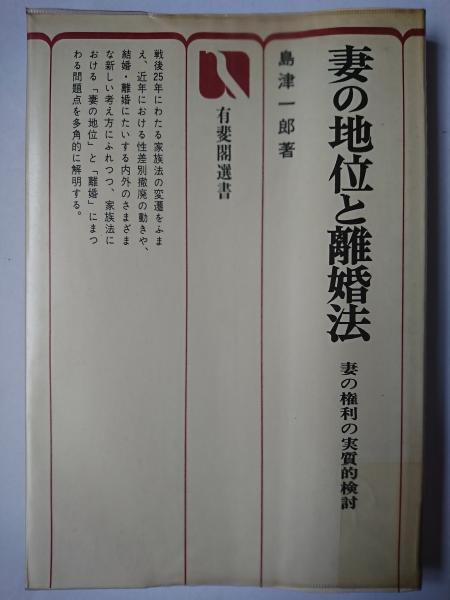 妻の地位と離婚法
妻の権利の実質的検討
島津一郎著
有斐閣選書
戦後25年にわたる家族法の変遷をふま
え、近年における性差別撤廃の動きや、
結婚・離婚にたいする内外のさまざま
な新しい考え方にふれつつ、家族法に
おける「妻の地位」と「離婚」にまつ
わる問題点を多角的に解明する。